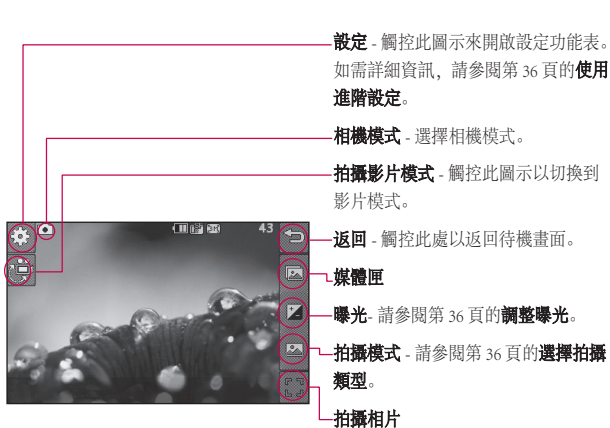 設定 - 觸控此圖示來開啟設定功能表。
如需詳細資訊，請參閱第 36 頁的使用
進階設定。
相機模式 - 選擇相機模式。
拍攝影片模式 - 觸控此圖示以切換到
影片模式。
43
返回 - 觸控此處以返回待機畫面。
媒體匣
曝光- 請參閱第 36 頁的調整曝光。
拍攝模式 - 請參閱第 36 頁的選擇拍攝
類型。
拍攝相片